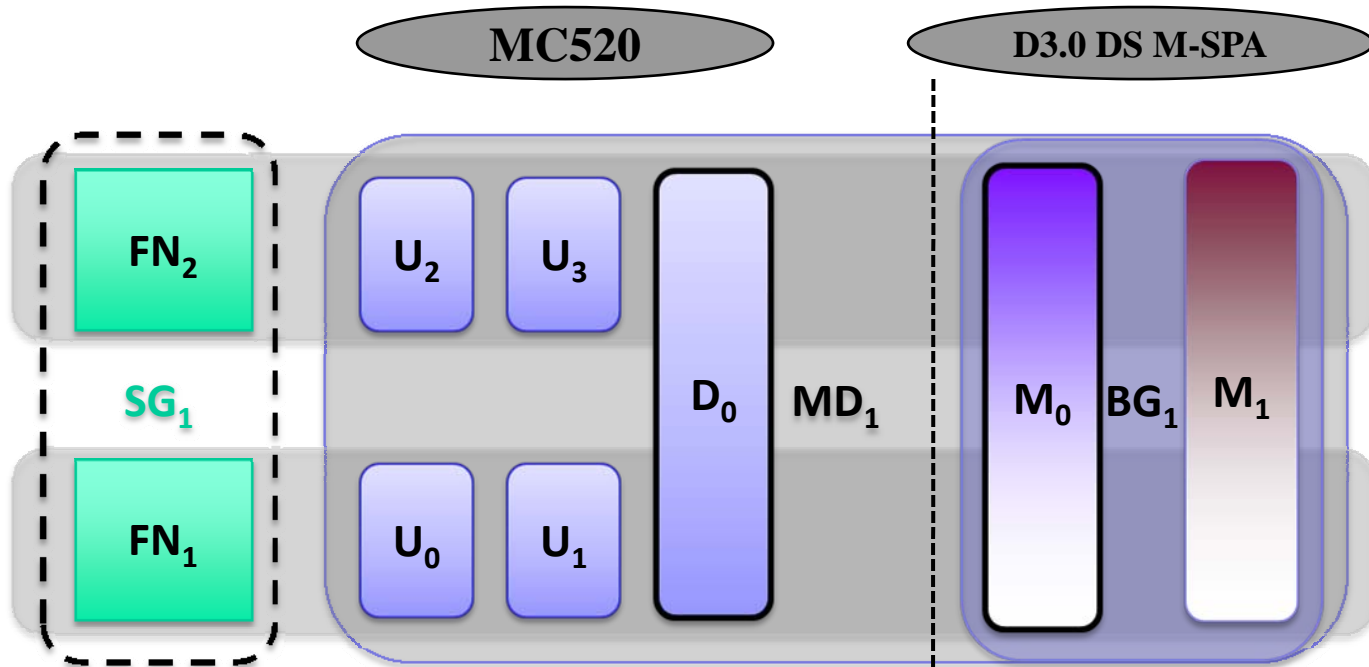 MC520
D3.0 DS M-SPA
FN₂
U₂
U₃
SG₁
D₀
MD₁
M₀
BG₁
M₁
FN₁
U₀
U₁